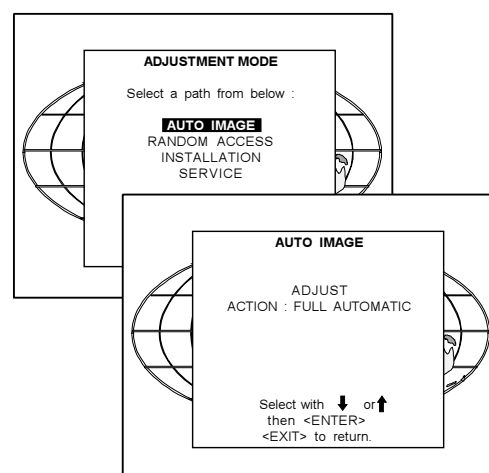 ADJUSTMENT MODE
Select a path from below :
AUTO IMAGE
RANDOM ACCESS
INSTALLATION
SERVICE
AUTO IMAGE
ADJUST
ACTION : FULL AUTOMATIC
Select with ⬇ or ⬆
then <ENTER>
<EXIT> to return.